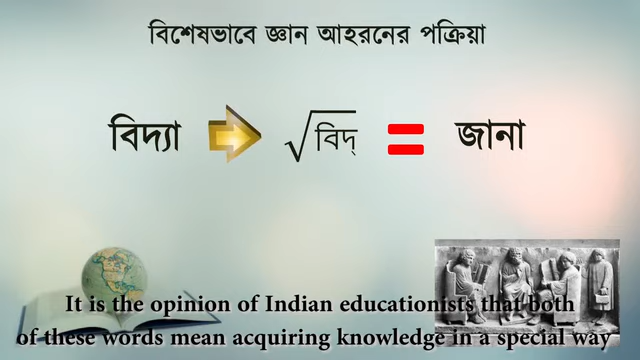 বিশেষভাবে জ্ঞান আহরনের পক্রিয়া
বিদ্যা √বিদ্ = জানা
It is the opinion of Indian educationists that both
of these words mean acquiring knowledge in a special way